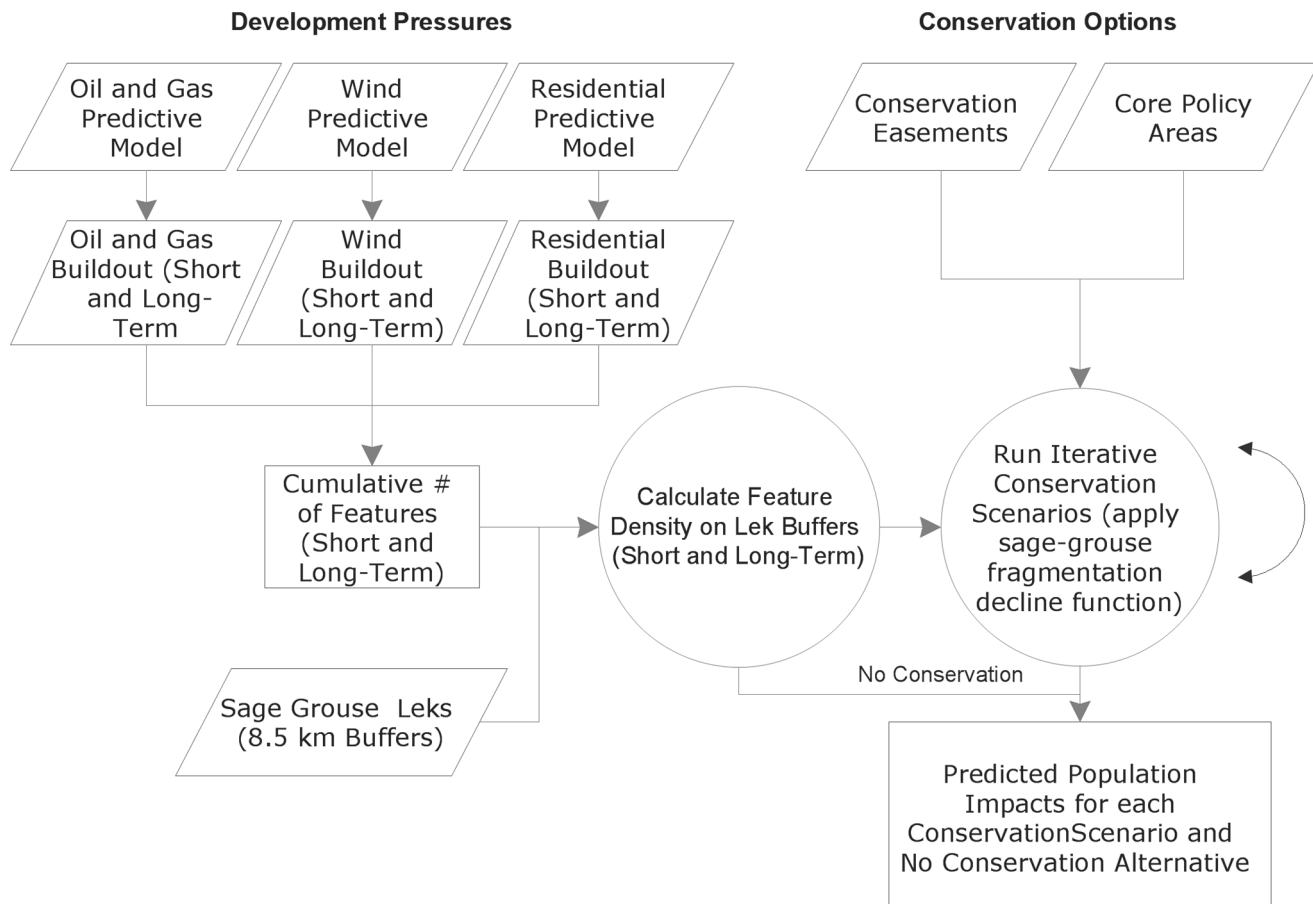 Development Pressures
Conservation Options
Oil and Gas
Predictive
Model
Wind
Predictive
Model
Residential
Predictive
Model
Conservation
Easements
Core Policy
Areas
Oil and Gas
Buildout (Short
and Long-
Term
Wind
Buildout
(Short and
Long-Term)
Residential
Buildout
(Short and
Long-Term)
Cumulative #
of Features
(Short and
Long-Term)
Calculate Feature
Density on Lek Buffers
(Short and Long-Term)
Run Iterative
Conservation
Scenarios (apply
sage-grouse
fragmentation
decline function)
No Conservation
Sage Grouse Leks
(8.5 km Buffers)
Predicted Population
Impacts for each
ConservationScenario and
No Conservation Alternative